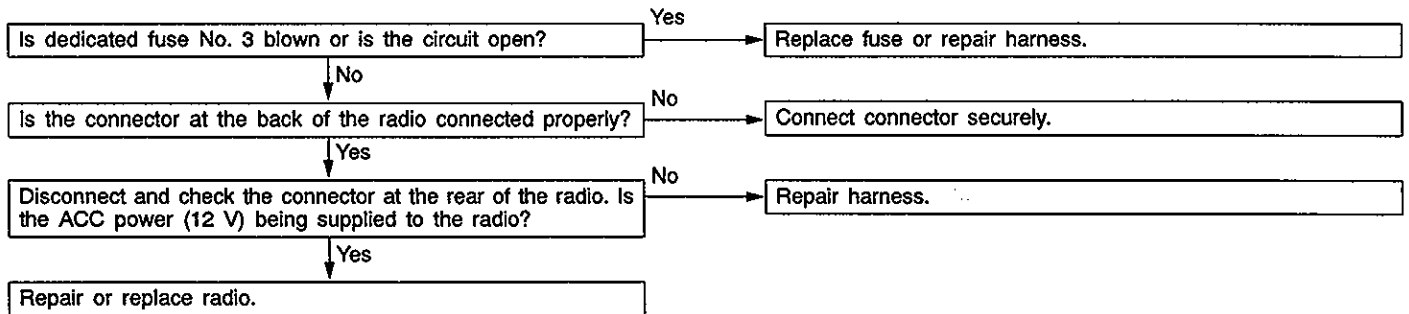 Is dedicated fuse No. 3 blown or is the circuit open?
Yes
Replace fuse or repair harness.
No
Is the connector at the back of the radio connected properly?
No
Connect connector securely.
Yes
Disconnect and check the connector at the rear of the radio. Is
the ACC power (12 V) being supplied to the radio?
No
Repair harness.
Yes
Repair or replace radio.